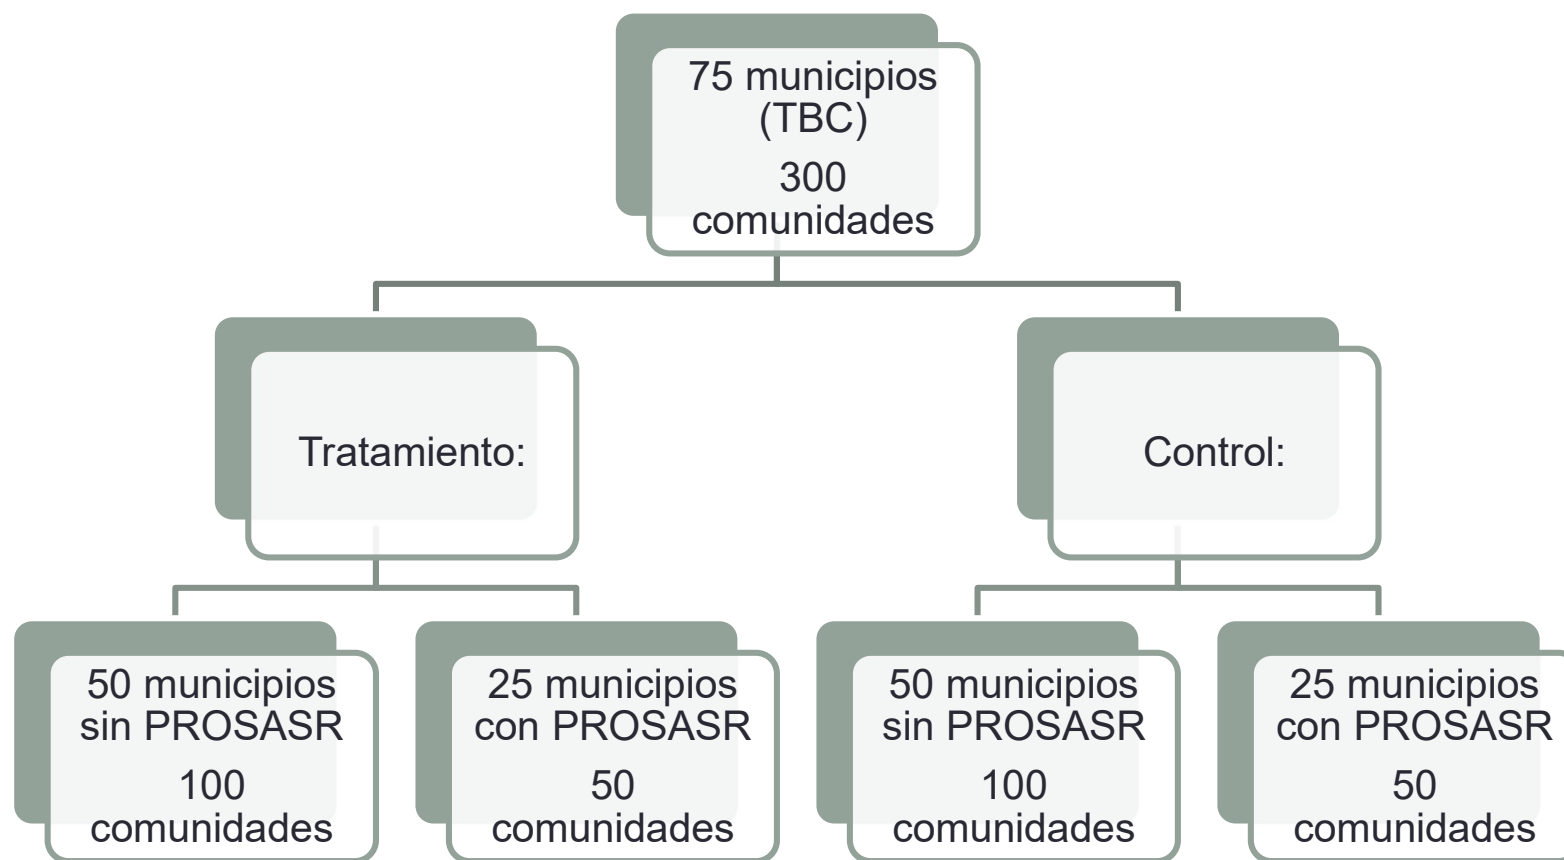 75 municipios
(TBC)
300
comunidades
Tratamiento:
Control:
50 municipios
sin PROSASR
100
comunidades
25 municipios
con PROSASR
50
comunidades
50 municipios
sin PROSASR
100
comunidades
25 municipios
con PROSASR
50
comunidades